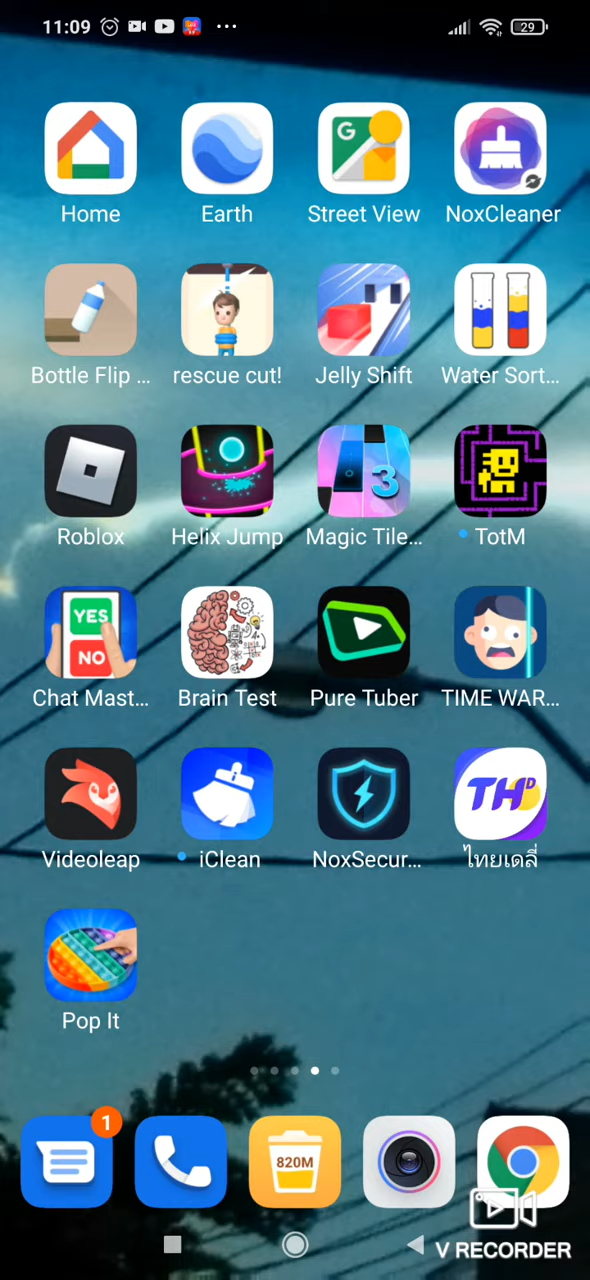 11:09
29
Home Earth Street View NoxCleaner
Bottle Flip ... rescue cut! Jelly Shift Water Sort...
3
Roblox Helix Jump Magic Tile... TotM
YES
NO
Chat Mast... Brain Test Pure Tuber TIME WAR...
THD
Videoleap iClean NoxSecur... ไทยเดลี่
Pop It
1
820M
V RECORDER